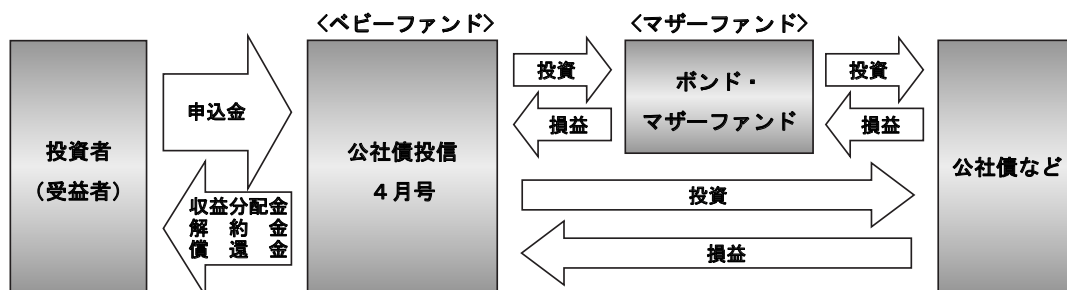 <ベビーファンド>
<マザーファンド>
投資者
(受益者)
申込金
収益分配金
解約金
償還金
公社債投信
4月号
投資
損益
ボンド・
マザーファンド
投資
損益
投資
損益
公社債など